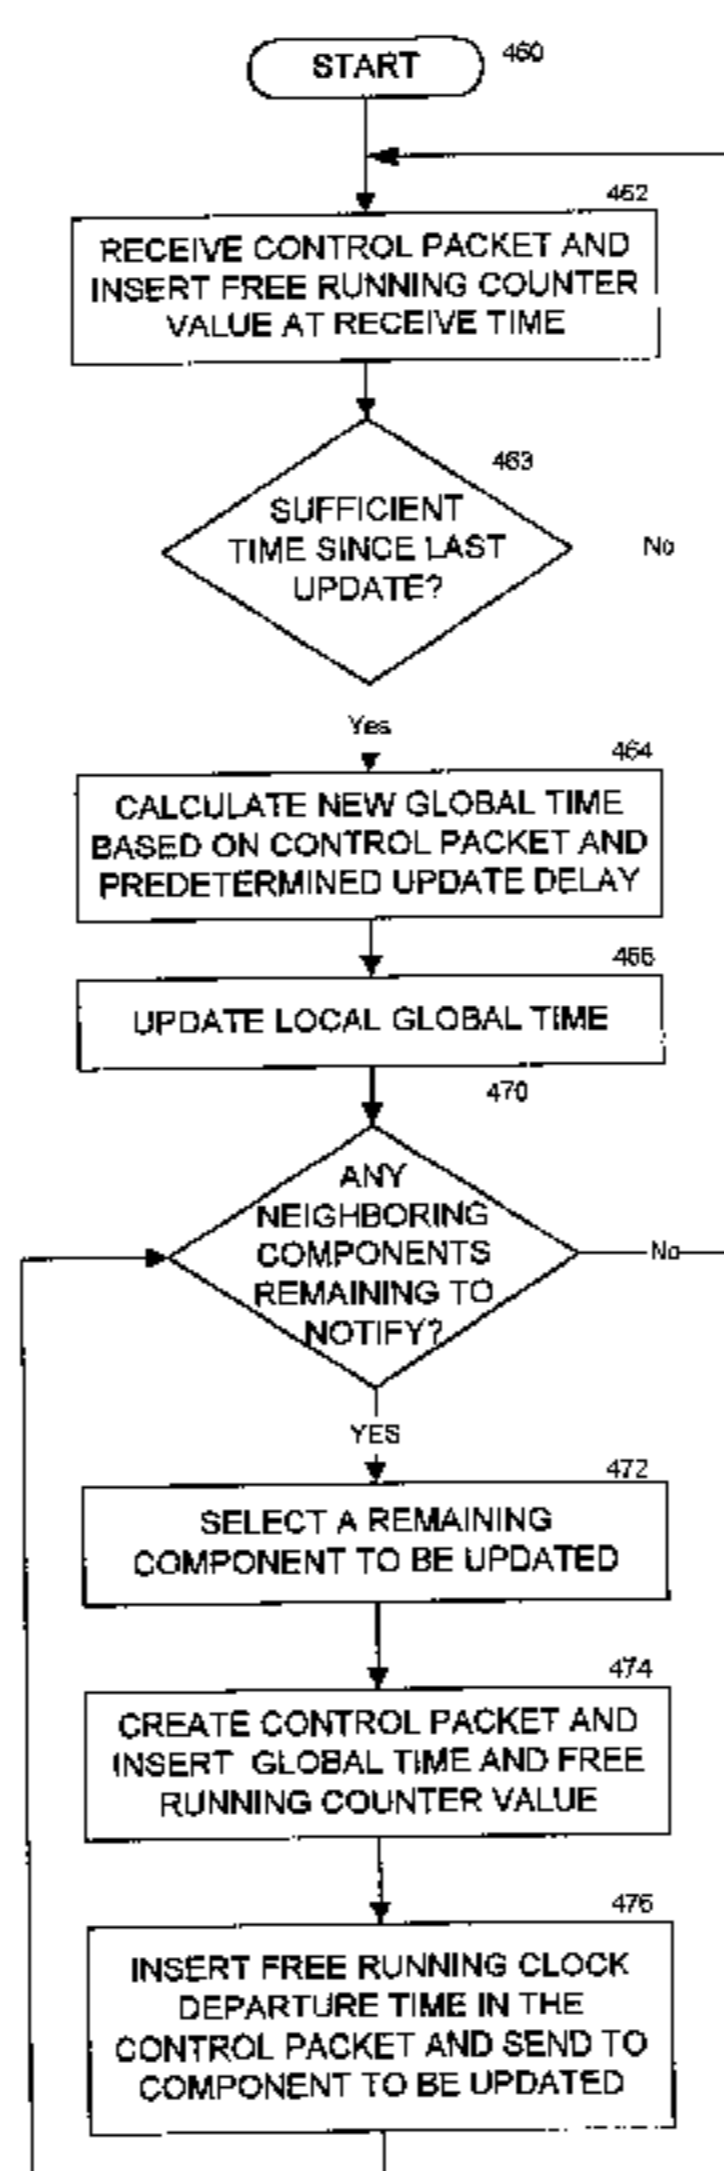 START
460
462
RECEIVE CONTROL PACKET AND
INSERT FREE RUNNING COUNTER
VALUE AT RECEIVE TIME
463
SUFFICIENT
TIME SINCE LAST
UPDATE?
No
Yes
464
CALCULATE NEW GLOBAL TIME
BASED ON CONTROL PACKET AND
PREDETERMINED UPDATE DELAY
466
UPDATE LOCAL GLOBAL TIME
470
ANY
NEIGHBORING
COMPONENTS
REMAINING TO
NOTIFY?
No
YES
472
SELECT A REMAINING
COMPONENT TO BE UPDATED
474
CREATE CONTROL PACKET AND
INSERT GLOBAL TIME AND FREE
RUNNING COUNTER VALUE
476
INSERT FREE RUNNING CLOCK
DEPARTURE TIME IN THE
CONTROL PACKET AND SEND TO
COMPONENT TO BE UPDATED